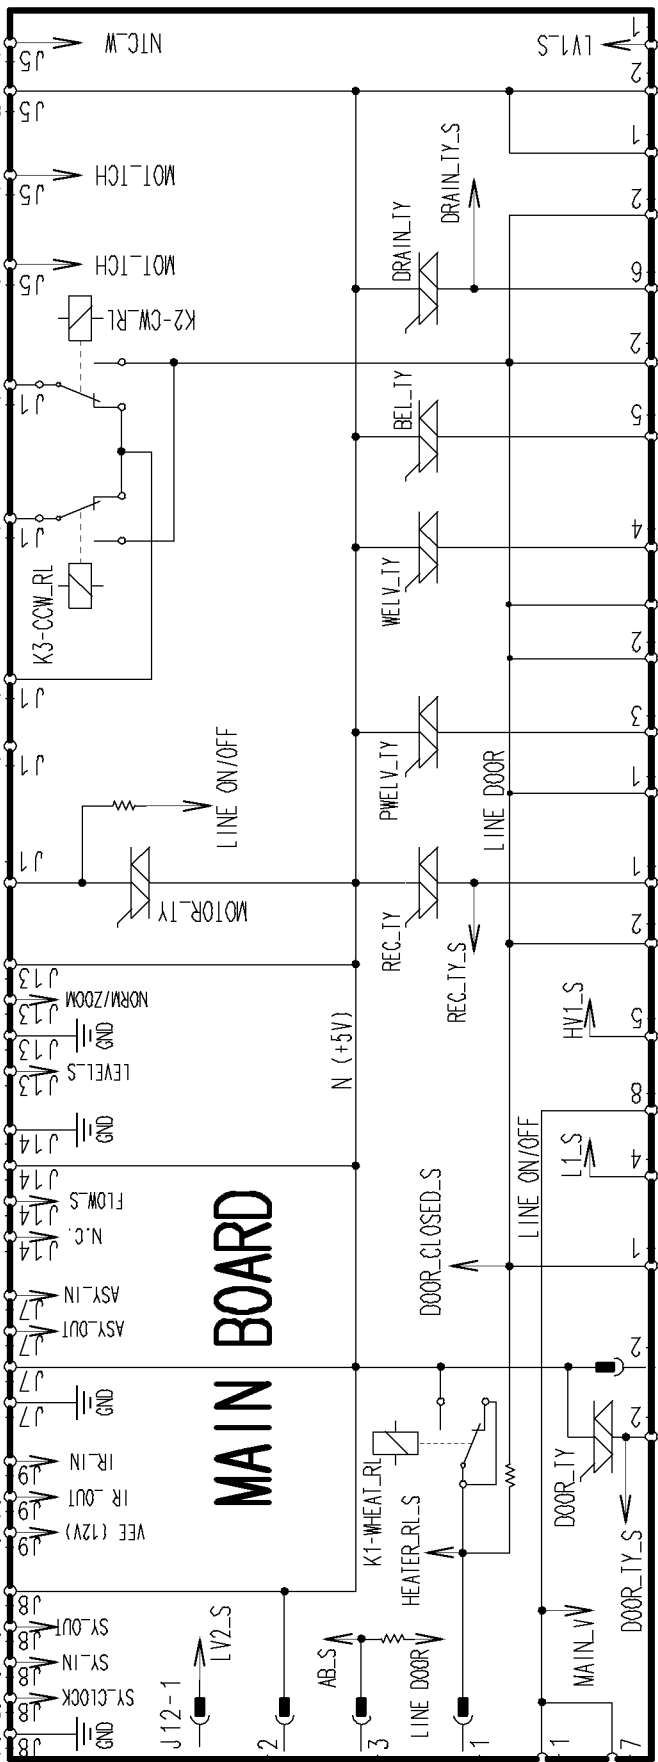 J5
NTC_W
LV1_S
1
2
J5
1
J5
MOT_TCH
2
DRAIN_TY_S
DRAIN_TY
J5
MOT_TCH
6
K2-CW_RL
2
J1
BEL_TY
5
J1
4
WELV_TY
K3-CCW_RL
2
J1
3
PWELV_TY
J1
LINE ON/OFF
LINE DOOR
1
J1
1
MOTOR_TY
REC_TY
REC_TY_S
2
J13
NORM/ZOOM
J13
GND
J13
LEVEL_S
J13
N (+5V)
HV1_S
5
8
GND
J14
LINE ON/OFF
L1_S
4
J14
FLOW_S
J14
N.C.
J14
DOOR_CLOSED_S
1
MAIN BOARD
ASY_IN
J7
ASY_OUT
J7
2
J7
GND
J7
2
IR_IN
J9
IR_OUT
J9
VEE (12V)
J9
K1-WHEAT_RL
HEATER_RL_S
DOOR_TY
DOOR_TY_S
J8
SY_OUT
J8
SY_IN
J8
SY_CLOCK
J8
GND
J8
J12-1
LV2_S
2
AB_S
3
LINE DOOR
1
MAIN_V
1
7